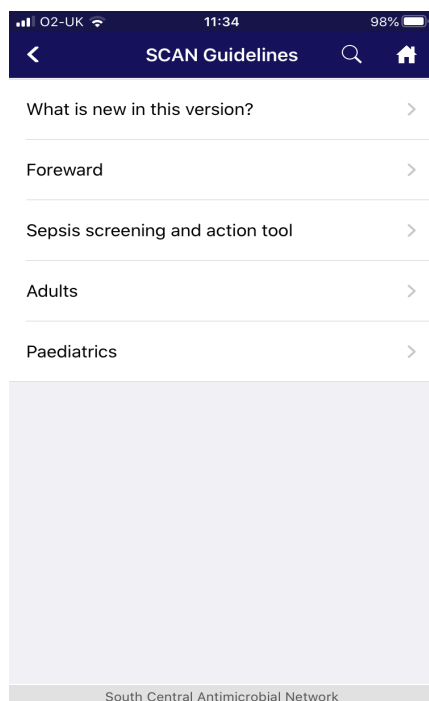 O2-UK 11:34 98%
SCAN Guidelines
What is new in this version?
Foreward
Sepsis screening and action tool
Adults
Paediatrics
South Central Antimicrobial Network